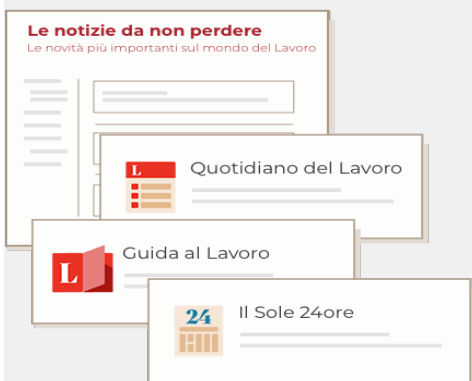 Le notizie da non perdere
Le novità più importanti sul mondo del Lavoro
L
Quotidiano del Lavoro
L
Guida al Lavoro
24
Il Sole 24ore